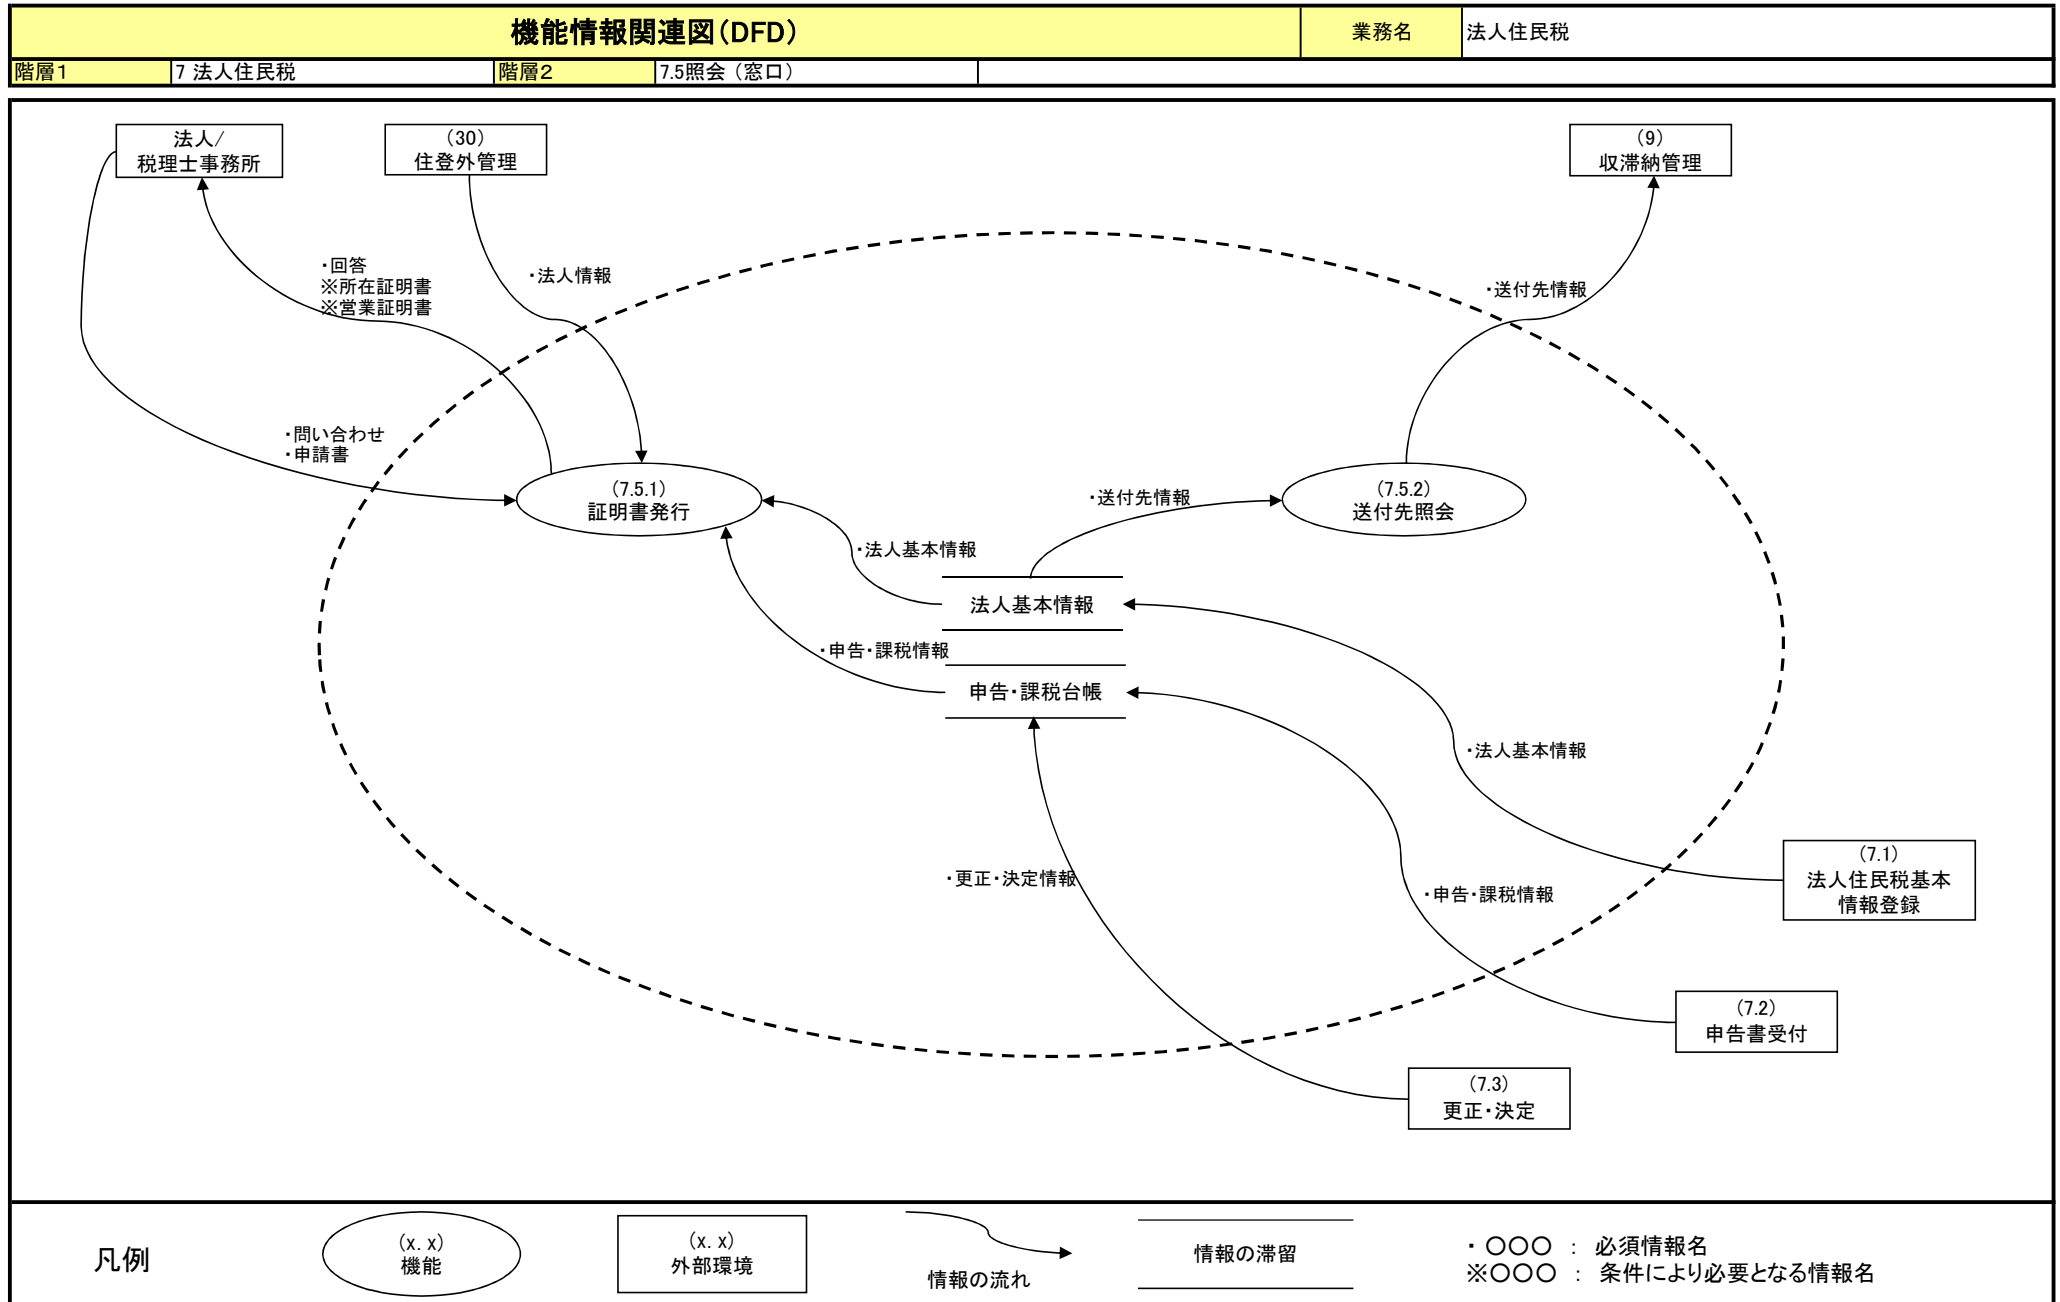 機能情報関連図(DFD)
業務名
法人住民税
階層1
7 法人住民税
階層2
7.5照会（窓口）
法人/
税理士事務所
(30)
住登外管理
(9)
収滞納管理
・回答
※所在証明書
※営業証明書
・法人情報
・送付先情報
・問い合わせ
・申請書
(7.5.1)
証明書発行
・送付先情報
(7.5.2)
送付先照会
・法人基本情報
法人基本情報
・申告・課税情報
申告・課税台帳
・法人基本情報
(7.1)
法人住民税基本
情報登録
・更正・決定情報
・申告・課税情報
(7.2)
申告書受付
(7.3)
更正・決定
凡例
(x. x)
機能
(x. x)
外部環境
情報の流れ
情報の滞留
・ 〇〇〇 ： 必須情報名
※〇〇〇 ： 条件により必要となる情報名